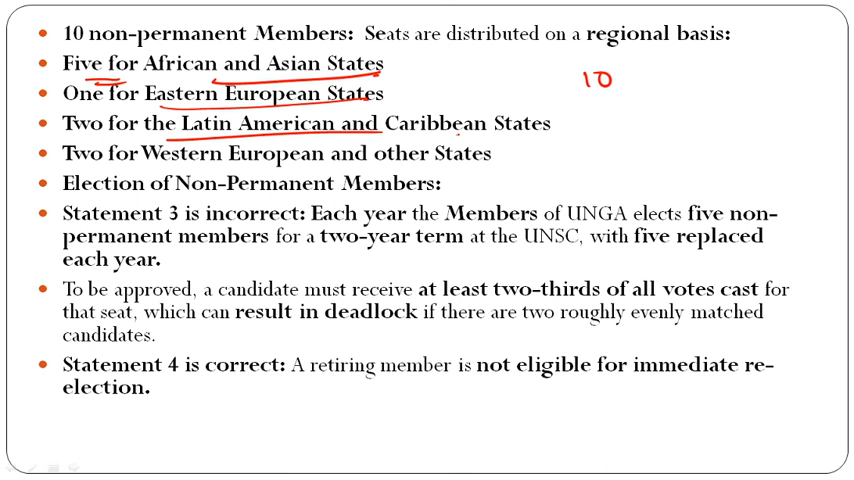 • 10 non-permanent Members: Seats are distributed on a regional basis:
• Five for African and Asian States
10
• One for Eastern European States
• Two for the Latin American and Caribbean States
• Two for Western European and other States
• Election of Non-Permanent Members:
• Statement 3 is incorrect: Each year the Members of UNGA elects five non-
permanent members for a two-year term at the UNSC, with five replaced
each year.
• To be approved, a candidate must receive at least two-thirds of all votes cast for
that seat, which can result in deadlock if there are two roughly evenly matched
candidates.
• Statement 4 is correct: A retiring member is not eligible for immediate re-
election.